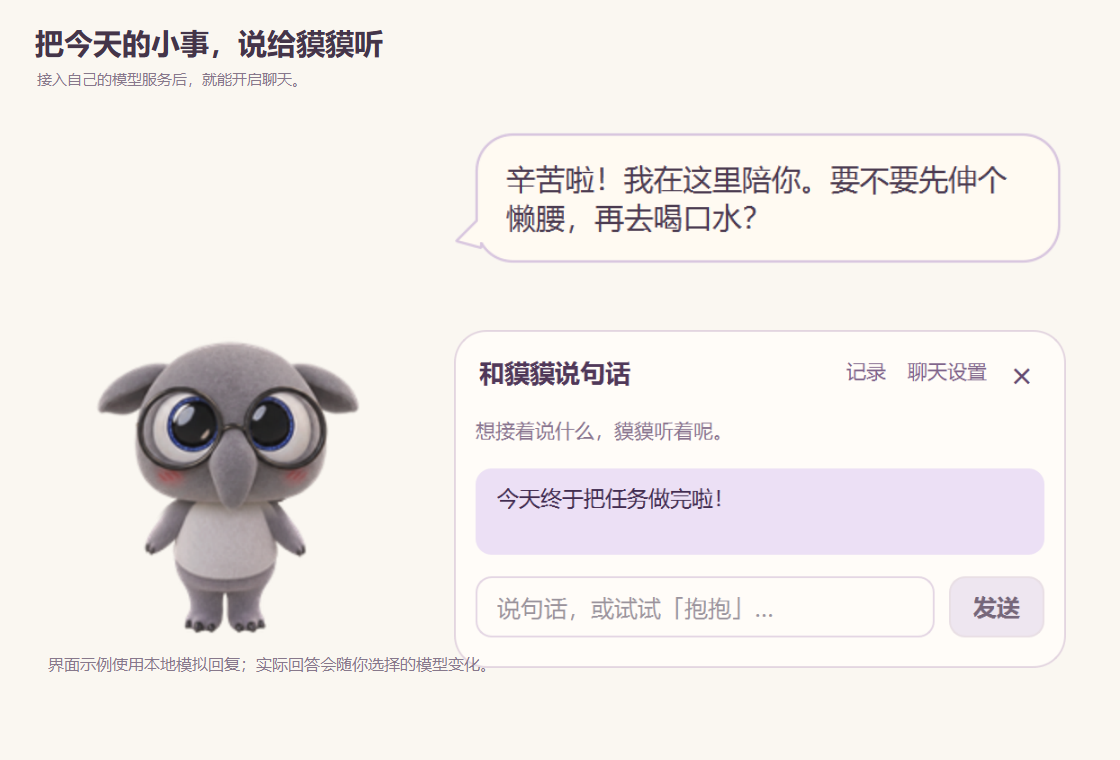 把今天的小事，说给貘貘听
接入自己的模型服务后，就能开启聊天。
辛苦啦！我在这里陪你。要不要先伸个
懒腰，再去喝口水？
和貘貘说句话
记录 聊天设置 ×
想接着说什么，貘貘听着呢。
今天终于把任务做完啦！
说句话，或试试「抱抱」...
发送
界面示例使用本地模拟回复；实际回答会随你选择的模型变化。